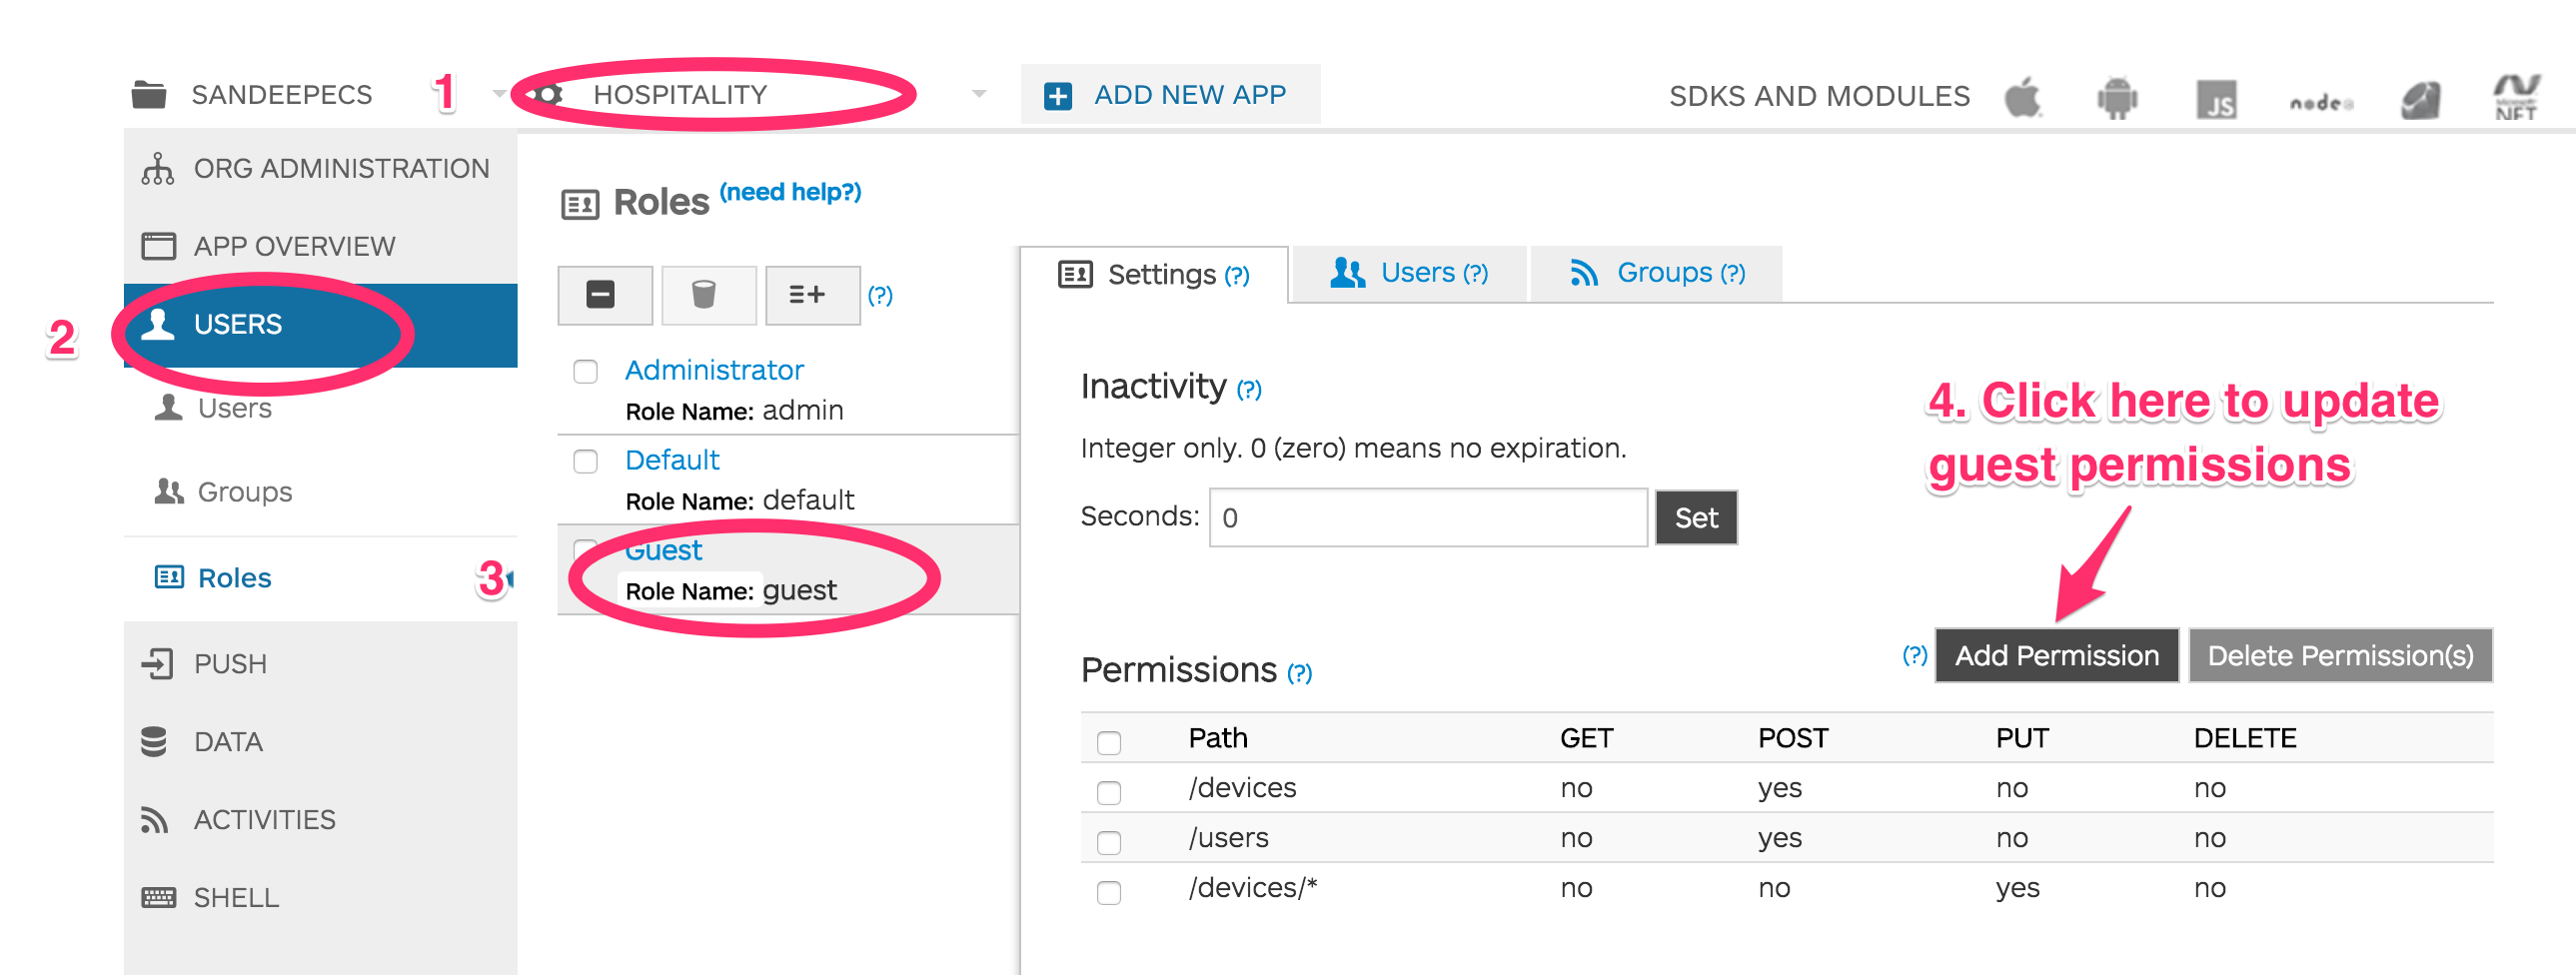 SANDEEPECS 1 HOSPITALITY ADD NEW APP SDKS AND MODULES JS node Microsoft .NET
ORG ADMINISTRATION
APP OVERVIEW
2 USERS
Users
Groups
Roles 3
PUSH
DATA
ACTIVITIES
SHELL
Roles (need help?)
(?)
Administrator
Role Name: admin
Default
Role Name: default
Guest
Role Name: guest
Settings (?) Users (?) Groups (?)
Inactivity (?)
Integer only. 0 (zero) means no expiration.
Seconds: 0 Set
4. Click here to update
guest permissions
Permissions (?) (?) Add Permission Delete Permission(s)
Path GET POST PUT DELETE
/devices no yes no no
/users no yes no no
/devices/* no no yes no